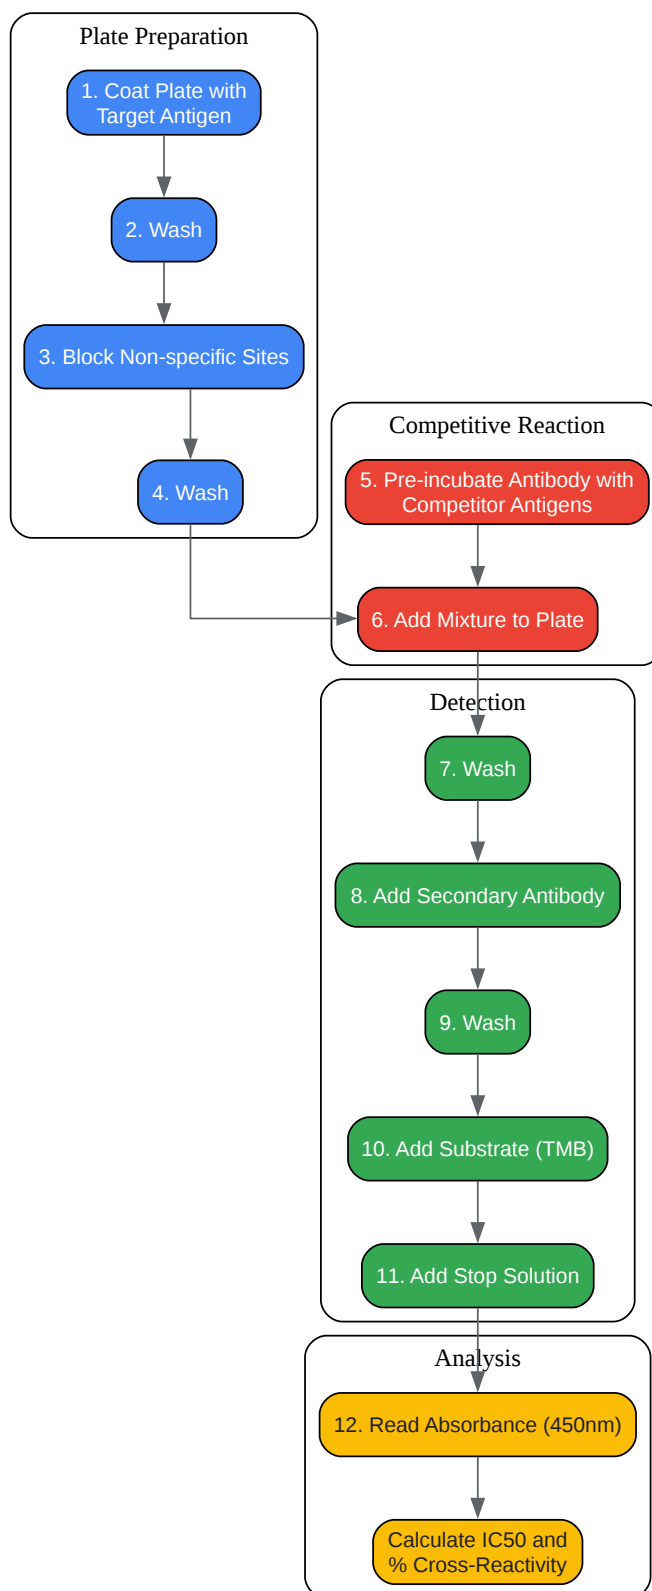 Plate Preparation
1. Coat Plate with
Target Antigen
2. Wash
3. Block Non-specific Sites
4. Wash
Competitive Reaction
5. Pre-incubate Antibody with
Competitor Antigens
6. Add Mixture to Plate
Detection
7. Wash
8. Add Secondary Antibody
9. Wash
10. Add Substrate (TMB)
11. Add Stop Solution
Analysis
12. Read Absorbance (450nm)
Calculate IC50 and
% Cross-Reactivity